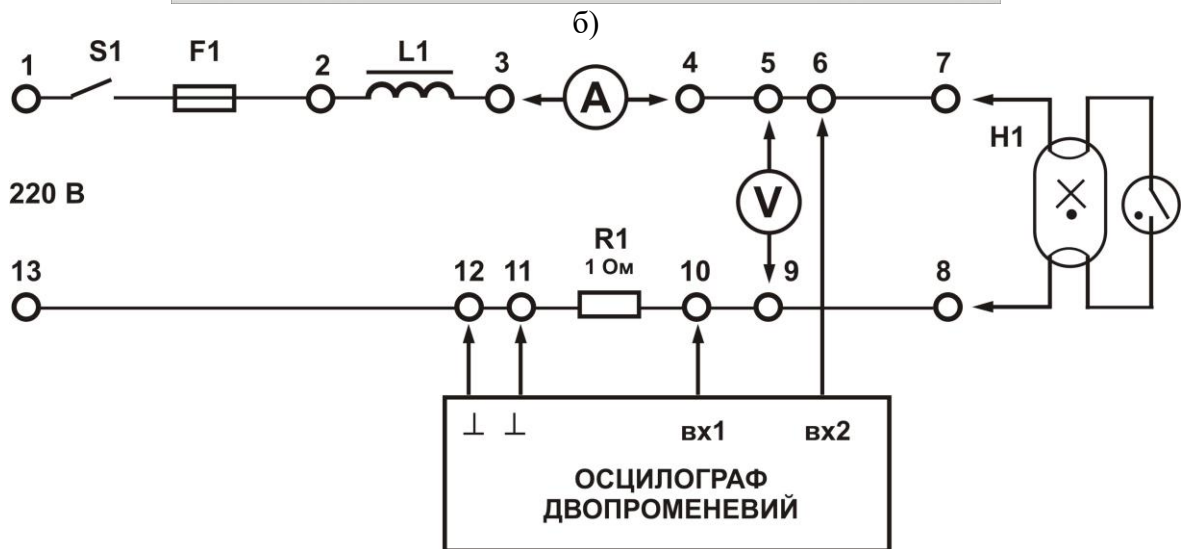 б)
1 S1 F1 2 L1 3 A 4 5 6 7
H1
220 В
V
R1
1 Ом
13 12 11 10 9 8
⊥ ⊥ вх1 вх2
ОСЦИЛОГРАФ
ДВОПРОМЕНЕВИЙ